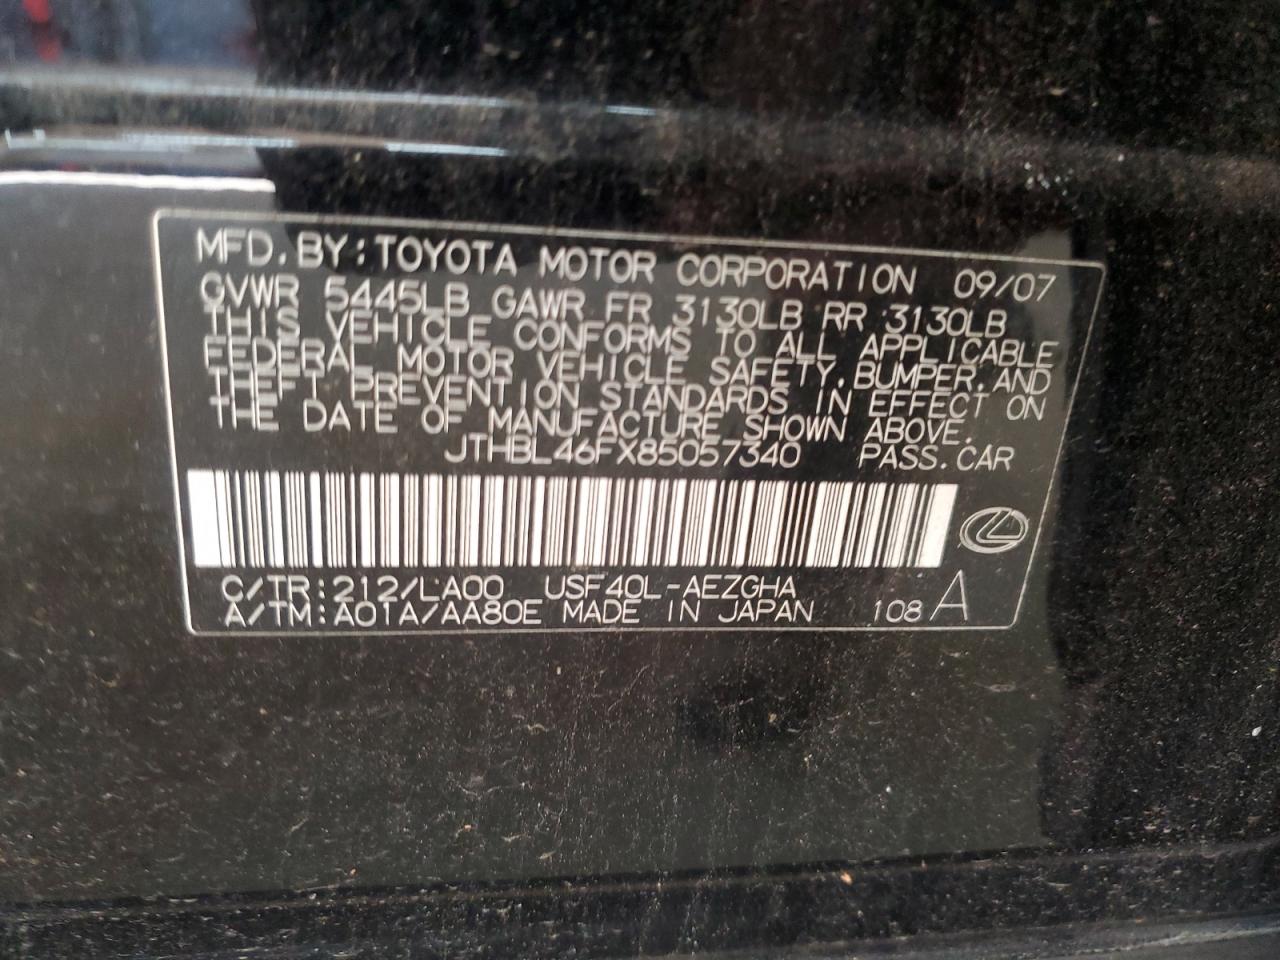 MFD. BY: TOYOTA MOTOR CORPORATION 09/07
GVWR 5445LB GAWR FR 3130LB RR 3130LB
THIS VEHICLE CONFORMS TO ALL APPLICABLE
FEDERAL MOTOR VEHICLE SAFETY, BUMPER, AND
THEFT PREVENTION STANDARDS IN EFFECT ON
THE DATE OF MANUFACTURE SHOWN ABOVE.
JTHBL46FX85057340 PASS. CAR
C/TR: 212/LA00 USF40L-AEZGHA
A/TM: A01A/AA80E MADE IN JAPAN 108 A